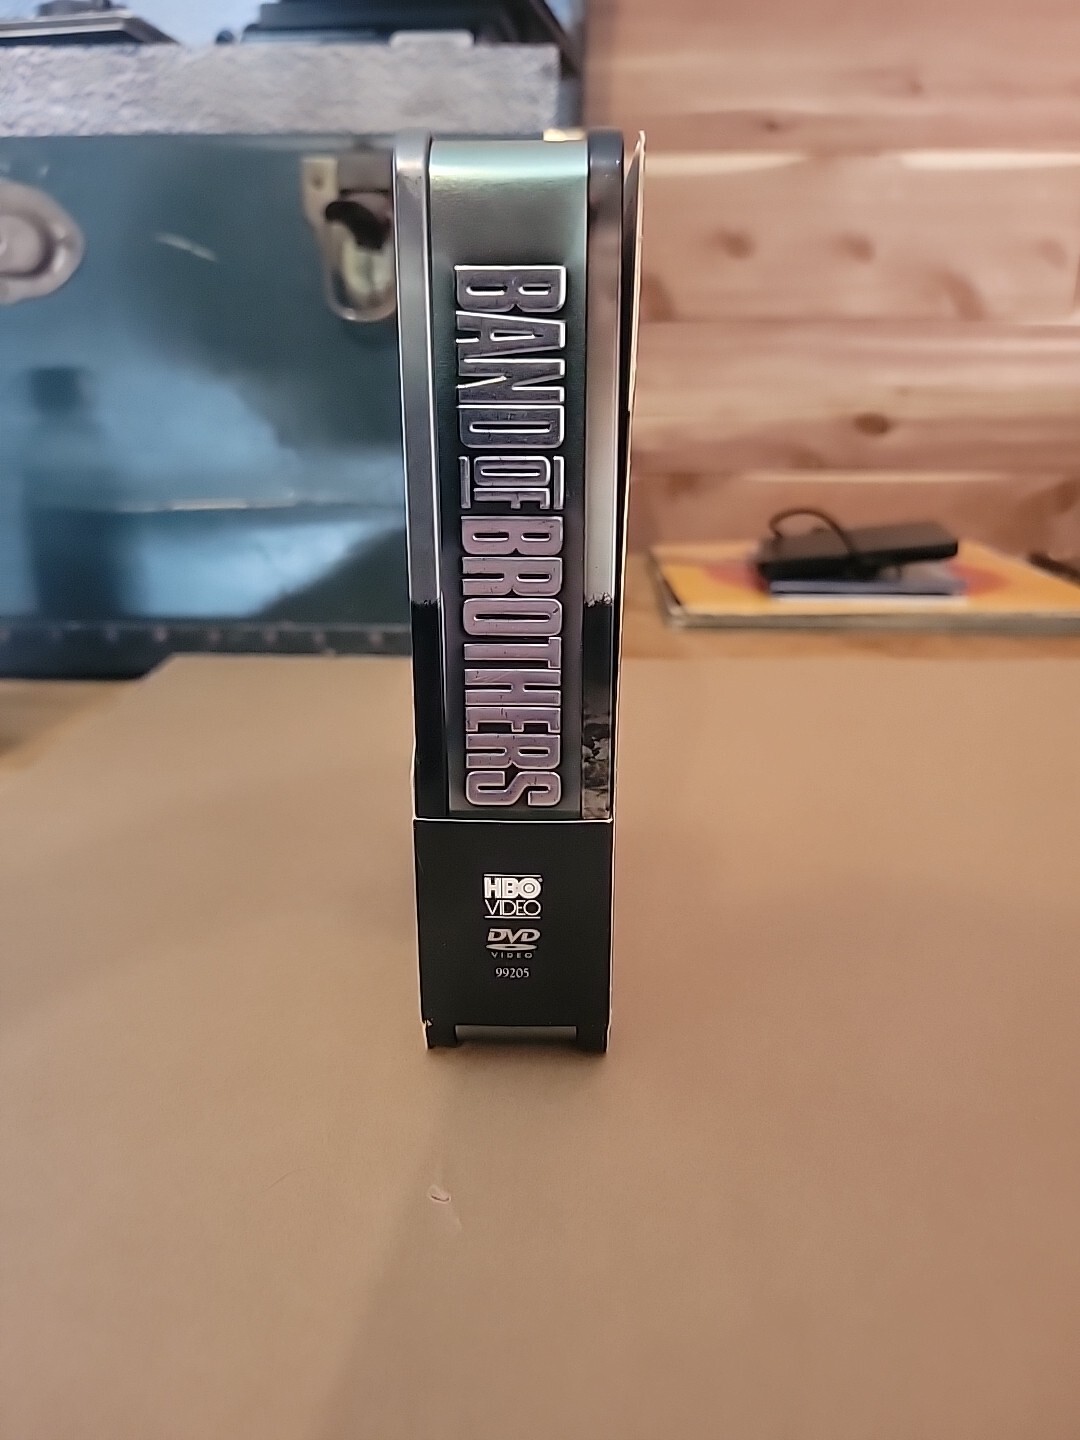 BAND OF BROTHERS
HBO®
VIDEO
DVD
VIDEO
99205